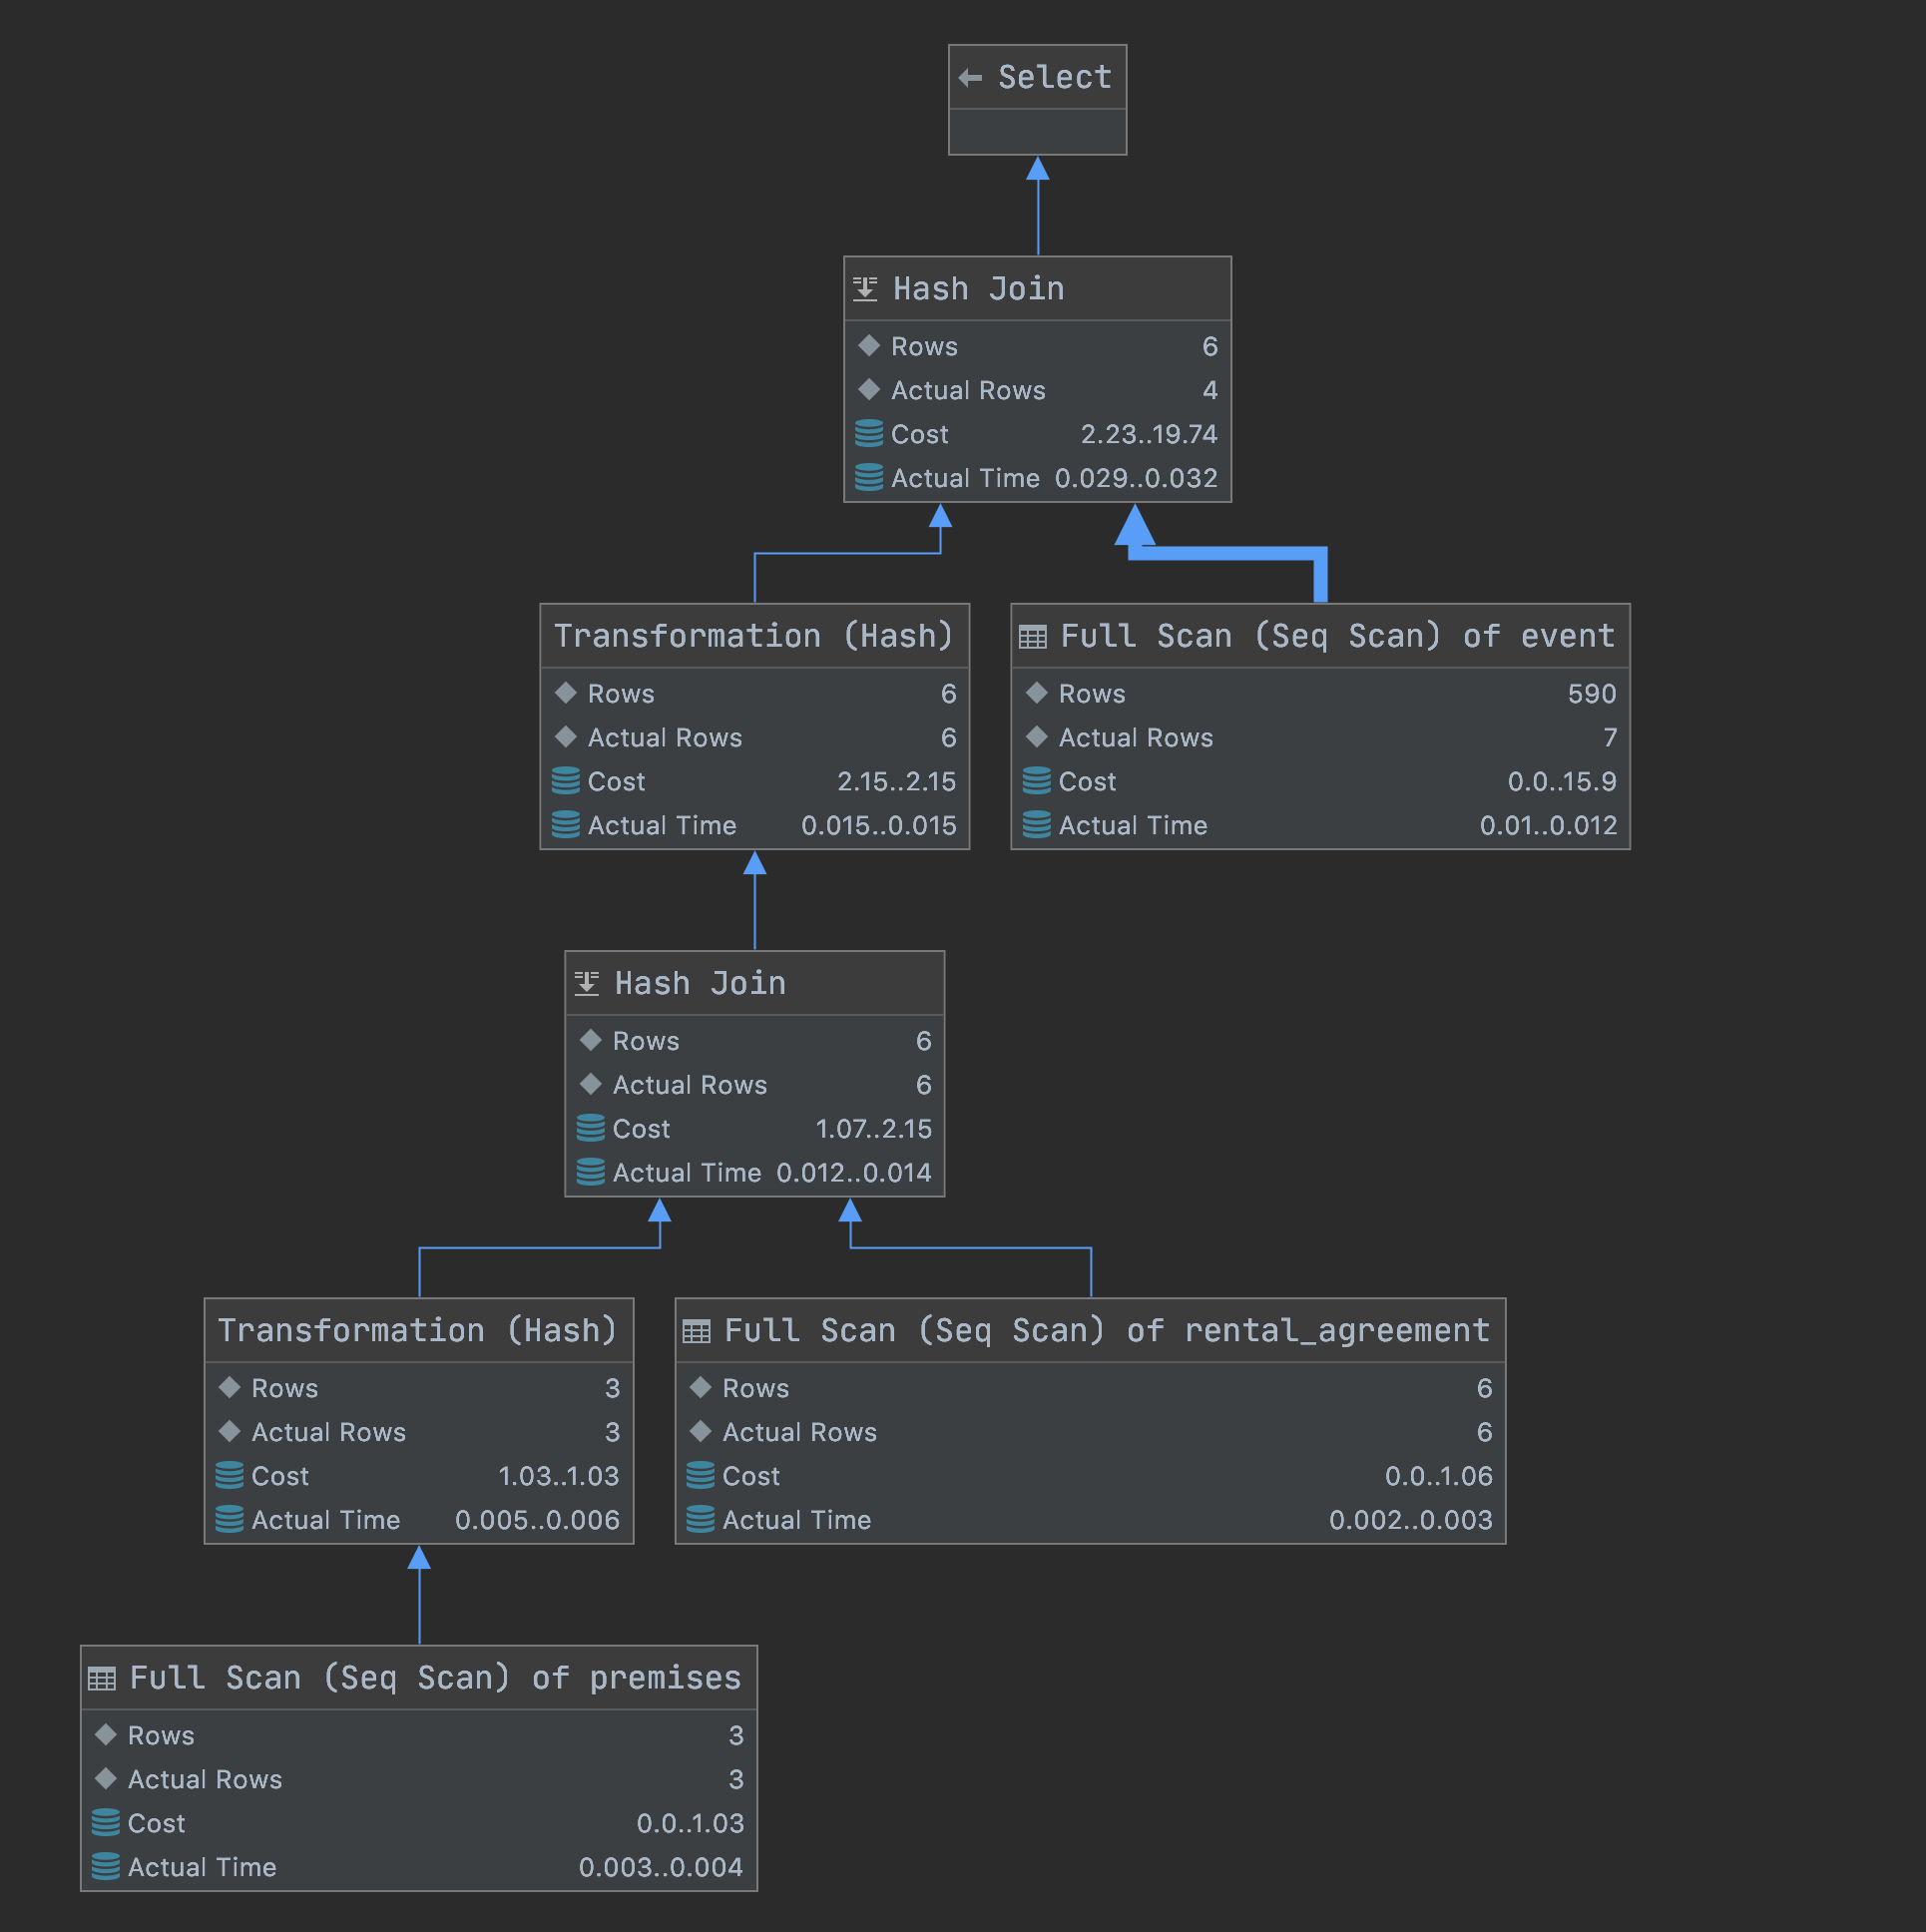 Select
Hash Join
Rows 6
Actual Rows 4
Cost 2.23..19.74
Actual Time 0.029..0.032
Transformation (Hash)
Rows 6
Actual Rows 6
Cost 2.15..2.15
Actual Time 0.015..0.015
Full Scan (Seq Scan) of event
Rows 590
Actual Rows 7
Cost 0.0..15.9
Actual Time 0.01..0.012
Hash Join
Rows 6
Actual Rows 6
Cost 1.07..2.15
Actual Time 0.012..0.014
Transformation (Hash)
Rows 3
Actual Rows 3
Cost 1.03..1.03
Actual Time 0.005..0.006
Full Scan (Seq Scan) of rental_agreement
Rows 6
Actual Rows 6
Cost 0.0..1.06
Actual Time 0.002..0.003
Full Scan (Seq Scan) of premises
Rows 3
Actual Rows 3
Cost 0.0..1.03
Actual Time 0.003..0.004